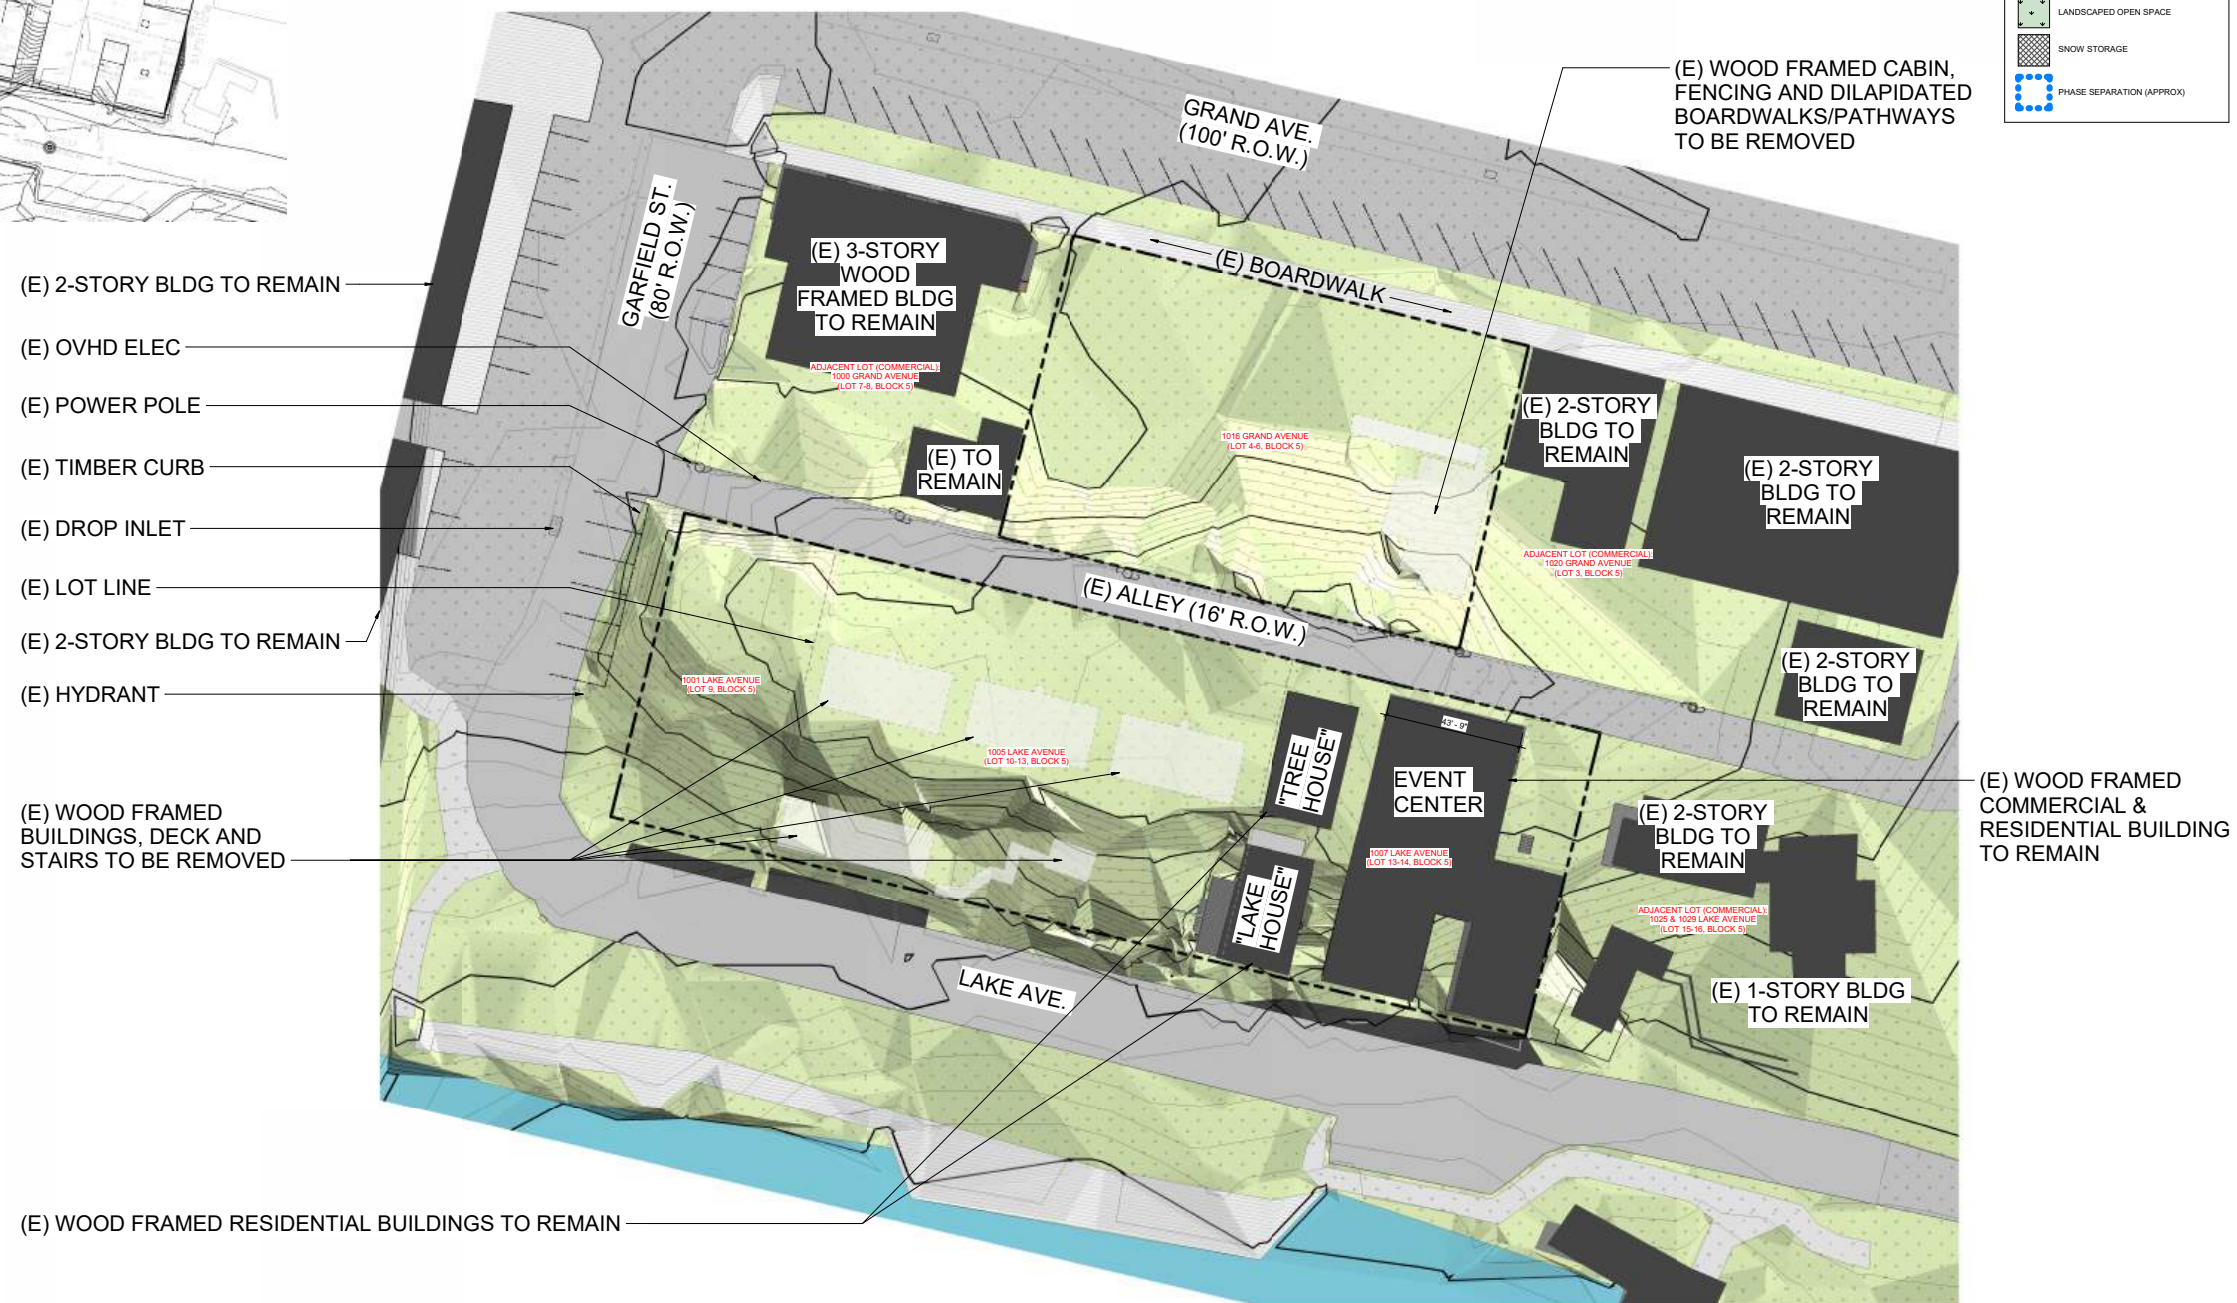 LANDSCAPED OPEN SPACE
SNOW STORAGE
PHASE SEPARATION (APPROX)
(E) WOOD FRAMED CABIN,
FENCING AND DILAPIDATED
BOARDWALKS/PATHWAYS
TO BE REMOVED
GRAND AVE.
(100' R.O.W.)
GARFIELD ST.
(80' R.O.W.)
(E) 3-STORY
WOOD
FRAMED BLDG
TO REMAIN
ADJACENT LOT (COMMERCIAL):
1000 GRAND AVENUE
(LOT 7-8, BLOCK 5)
(E) BOARDWALK
(E) 2-STORY BLDG TO REMAIN
(E) OVHD ELEC
(E) POWER POLE
(E) TIMBER CURB
(E) DROP INLET
(E) LOT LINE
(E) 2-STORY BLDG TO REMAIN
(E) HYDRANT
(E) WOOD FRAMED
BUILDINGS, DECK AND
STAIRS TO BE REMOVED
(E) WOOD FRAMED RESIDENTIAL BUILDINGS TO REMAIN
(E) TO
REMAIN
1016 GRAND AVENUE
(LOT 4-6, BLOCK 5)
(E) 2-STORY
BLDG TO
REMAIN
(E) 2-STORY
BLDG TO
REMAIN
ADJACENT LOT (COMMERCIAL):
1020 GRAND AVENUE
(LOT 3, BLOCK 5)
(E) ALLEY (16' R.O.W.)
(E) 2-STORY
BLDG TO
REMAIN
1001 LAKE AVENUE
(LOT 9, BLOCK 5)
1005 LAKE AVENUE
(LOT 10-13, BLOCK 5)
"TREE
HOUSE"
43' - 9"
EVENT
CENTER
1007 LAKE AVENUE
(LOT 13-14, BLOCK 5)
"LAKE
HOUSE"
(E) WOOD FRAMED
COMMERCIAL &
RESIDENTIAL BUILDING
TO REMAIN
(E) 2-STORY
BLDG TO
REMAIN
ADJACENT LOT (COMMERCIAL):
1025 & 1029 LAKE AVENUE
(LOT 15-16, BLOCK 5)
(E) 1-STORY BLDG
TO REMAIN
LAKE AVE.